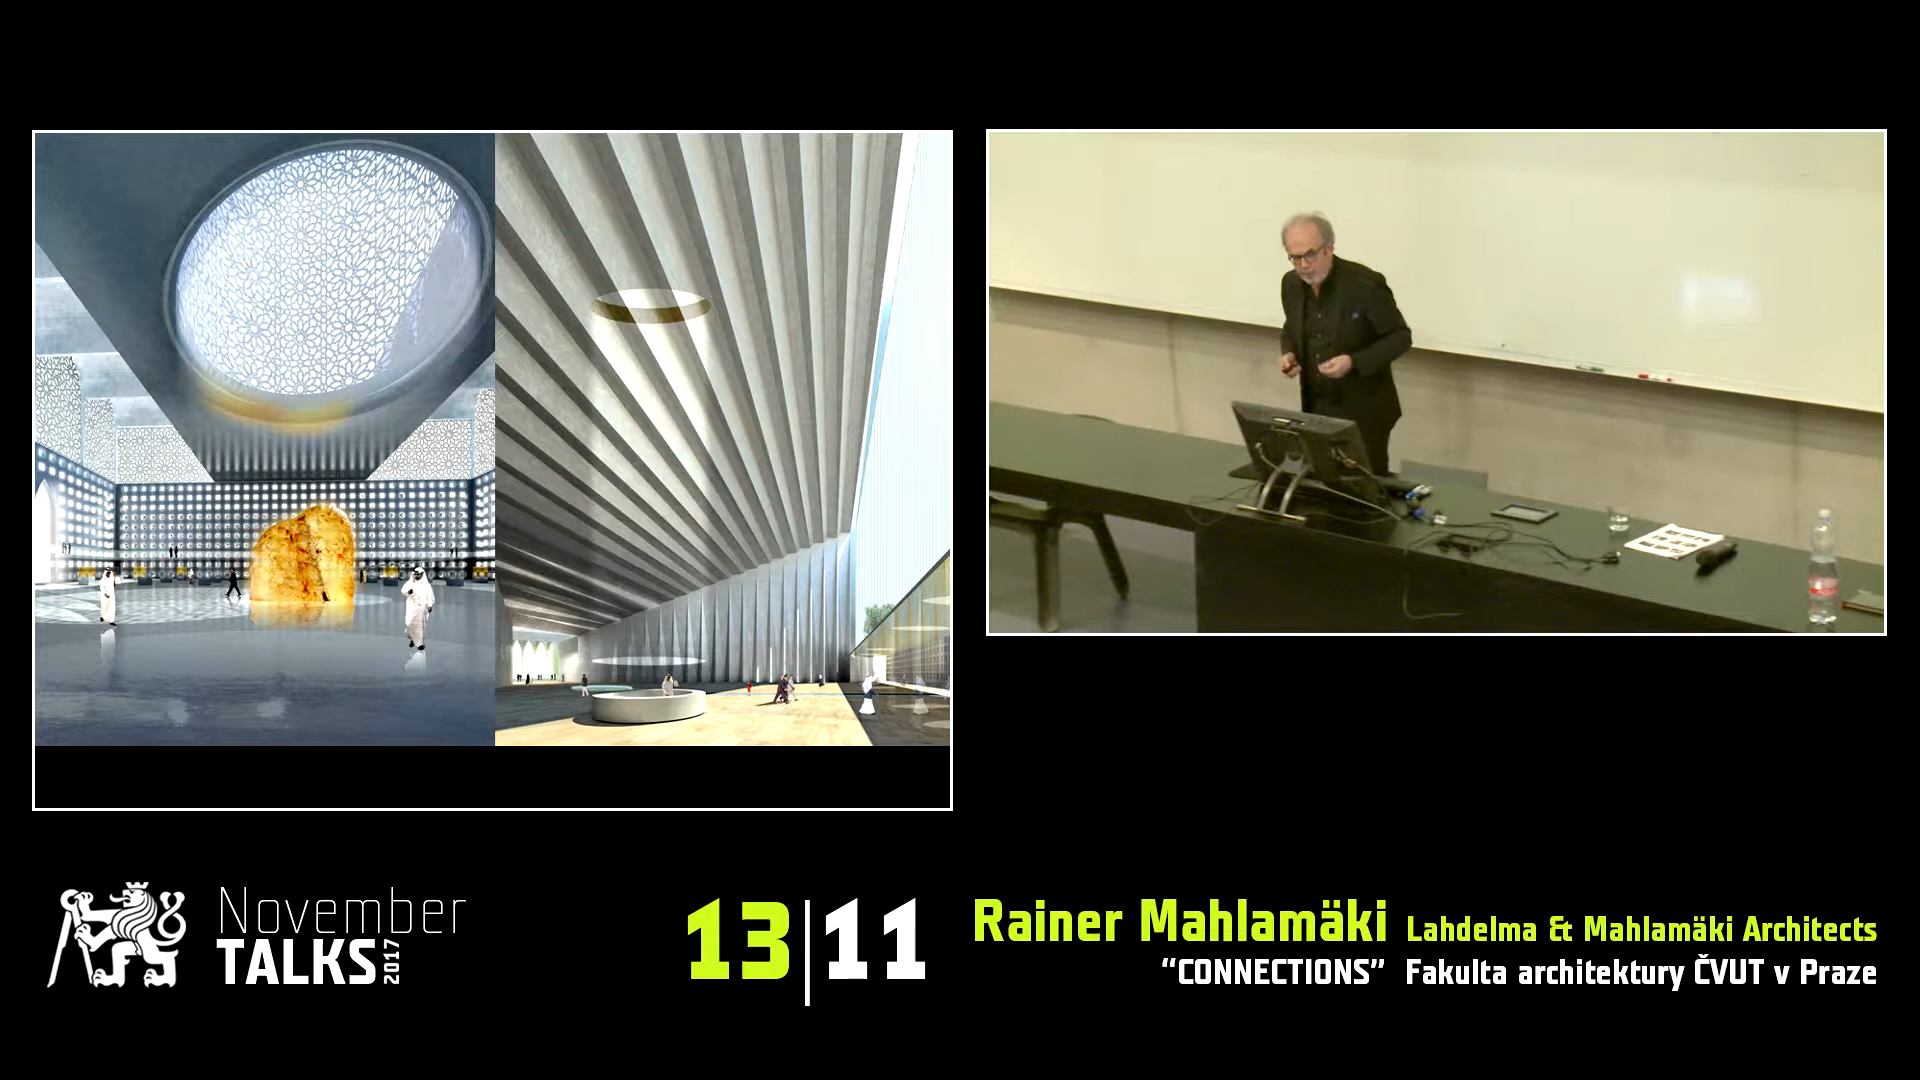 November
TALKS 2017
13|11
Rainer Mahlamäki Lahdelma & Mahlamäki Architects
“CONNECTIONS” Fakulta architektury ČVUT v Praze